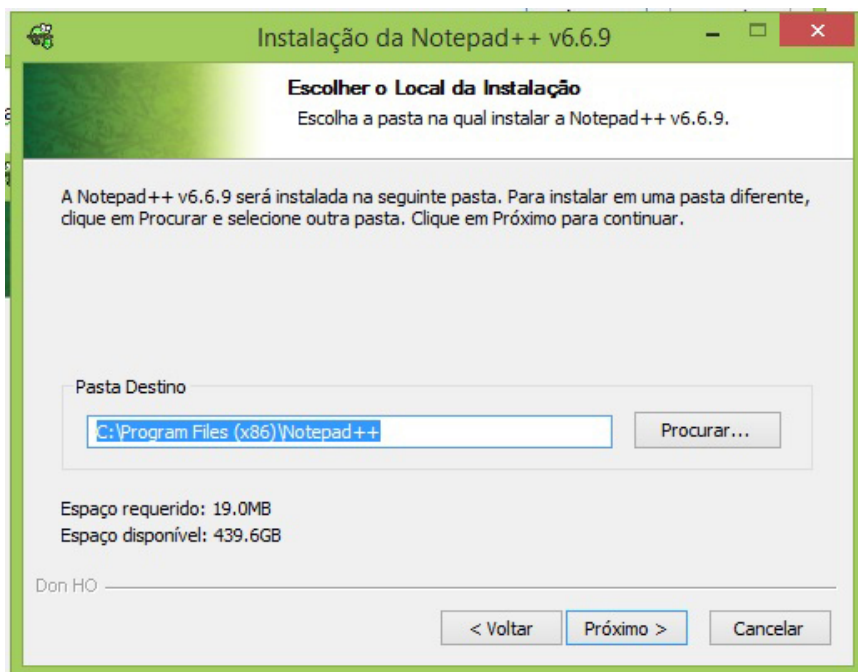 Instalação da Notepad++ v6.6.9
Escolher o Local da Instalação
Escolha a pasta na qual instalar a Notepad++ v6.6.9.
A Notepad++ v6.6.9 será instalada na seguinte pasta. Para instalar em uma pasta diferente,
clique em Procurar e selecione outra pasta. Clique em Próximo para continuar.
Pasta Destino
C:\Program Files (x86)\Notepad++
Procurar...
Espaço requerido: 19.0MB
Espaço disponível: 439.6GB
Don HO
< Voltar
Próximo >
Cancelar